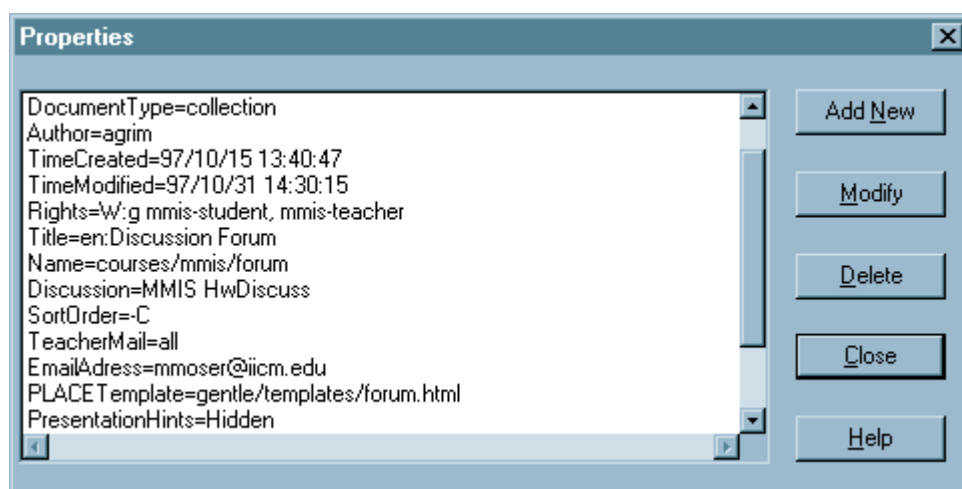 Properties
DocumentType=collection
Author=agrim
TimeCreated=97/10/15 13:40:47
TimeModified=97/10/31 14:30:15
Rights=W:g mmis-student, mmis-teacher
Title=en:Discussion Forum
Name=courses/mmis/forum
Discussion=MMIS HwDiscuss
SortOrder=-C
TeacherMail=all
EmailAdress=mmoser@iicm.edu
PLACETemplate=gentle/templates/forum.html
PresentationHints=Hidden
Add New
Modify
Delete
Close
Help